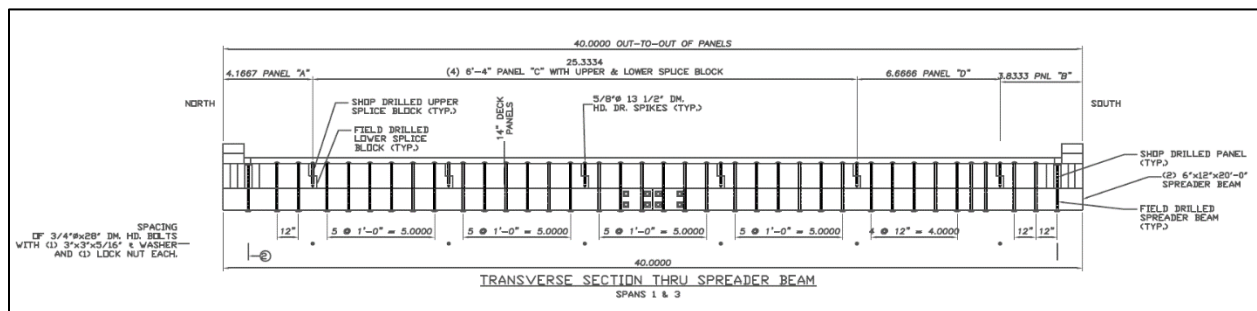 40.0000 OUT-TO-OUT OF PANELS
4.1667 PANEL "A"
25.3334
(4) 6'-4" PANEL "C" WITH UPPER & LOWER SPLICE BLOCK
6.6666 PANEL "D"
3.8333 PNL "B"
NORTH
SHOP DRILLED UPPER
SPLICE BLOCK (TYP.)
FIELD DRILLED
LOWER SPLICE
BLOCK (TYP.)
14" DECK
PANELS
5/8"ø 13 1/2" DM.
HD. DR. SPIKES (TYP.)
SOUTH
SHOP DRILLED PANEL
(TYP.)
(2) 6"x12"x20'-0"
SPREADER BEAM
FIELD DRILLED
SPREADER BEAM
(TYP.)
SPACING
OF 3/4"øx28" DM. HD. BOLTS
WITH (1) 3"x3"x5/16" ℄ WASHER
AND (1) LOCK NUT EACH.
12"
5 @ 1'-0" = 5.0000
5 @ 1'-0" = 5.0000
5 @ 1'-0" = 5.0000
5 @ 1'-0" = 5.0000
4 @ 12" = 4.0000
12"
12"
40.0000
TRANSVERSE SECTION THRU SPREADER BEAM
SPANS 1 & 3